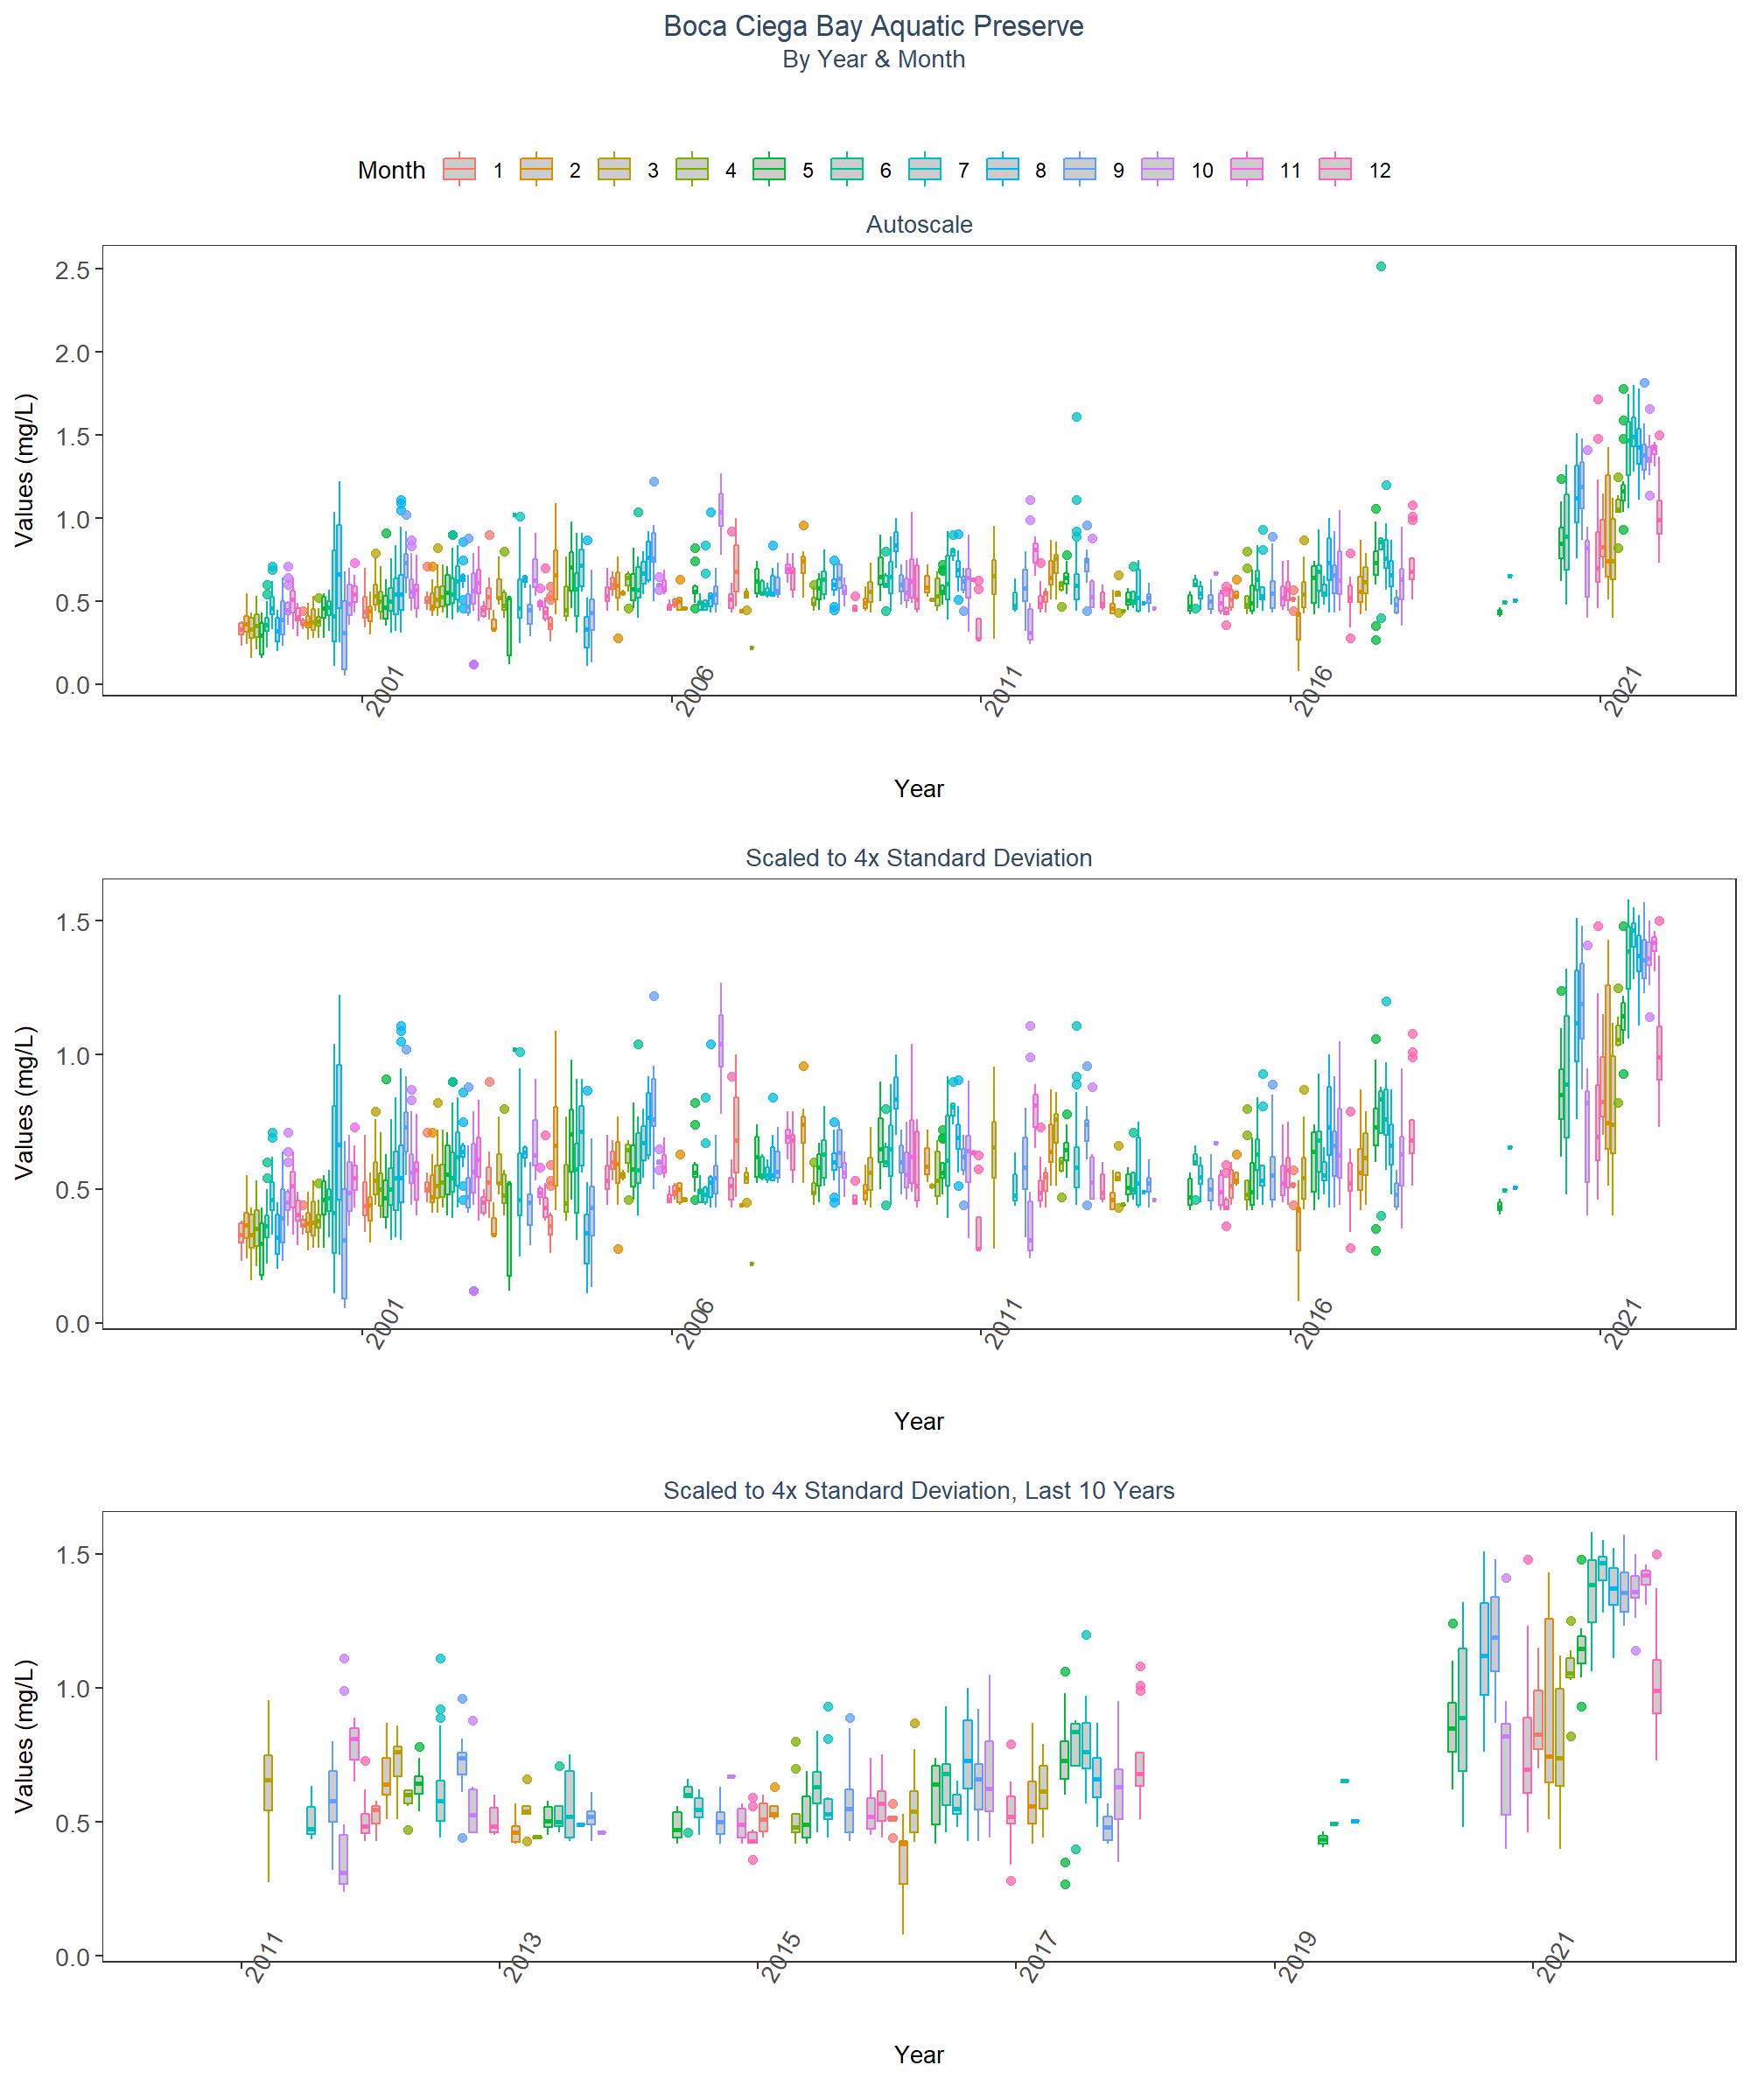 Boca Ciega Bay Aquatic Preserve
By Year & Month
Month 1 2 3 4 5 6 7 8 9 10 11 12
Autoscale
Values (mg/L)
2.5
2.0
1.5
1.0
0.5
0.0
2001 2006 2011 2016 2021
Year
Scaled to 4x Standard Deviation
Values (mg/L)
1.5
1.0
0.5
0.0
2001 2006 2011 2016 2021
Year
Scaled to 4x Standard Deviation, Last 10 Years
Values (mg/L)
1.5
1.0
0.5
0.0
2011 2013 2015 2017 2019 2021
Year